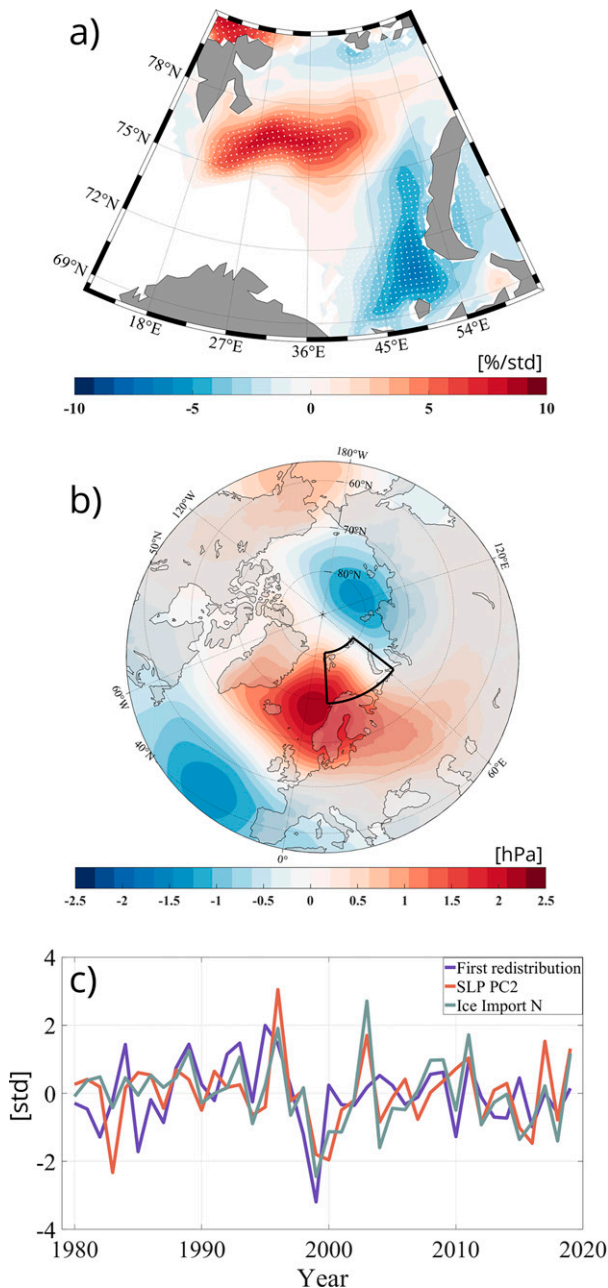 a)
78°N
75°N
72°N
69°N
18°E
27°E
36°E
45°E
54°E
[%/std]
-10
-5
0
5
10
b)
180°W
60°N
120°W
70°N
80°N
50°N
120°E
60°W
40°N
60°E
0°
[hPa]
-2.5
-2
-1.5
-1
-0.5
0
0.5
1
1.5
2
2.5
c)
First redistribution
SLP PC2
Ice Import N
[std]
4
2
0
-2
-4
1980
1990
2000
2010
2020
Year